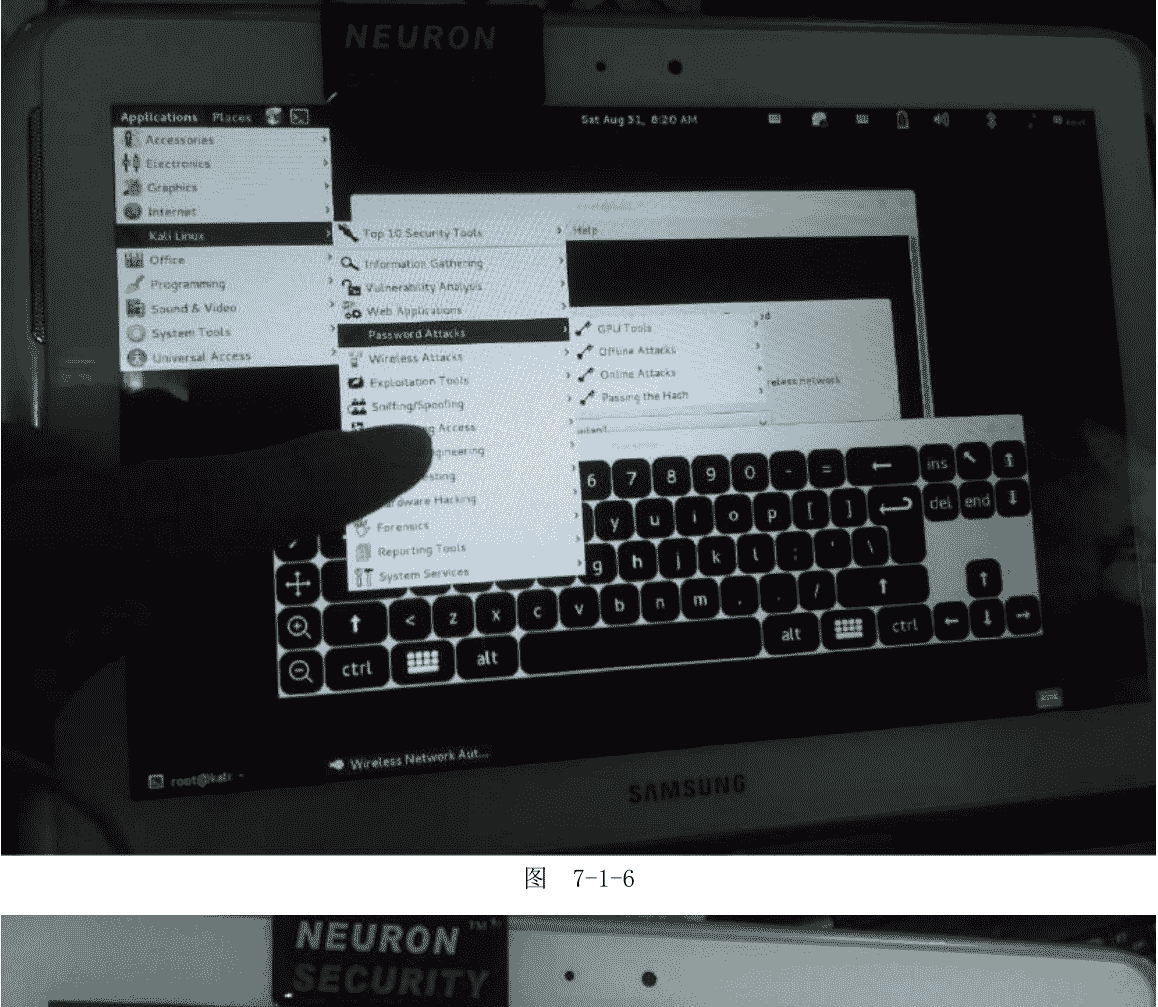 NEURON
Applications Places
Sat Aug 31, 8:20 AM
Accessories
Electronics
Graphics
Internet
Kali Linux
Office
Programming
Sound & Video
System Tools
Universal Access
Top 10 Security Tools
Information Gathering
Vulnerability Analysis
Web Applications
Password Attacks
Wireless Attacks
Exploitation Tools
Sniffing/Spoofing
Access
Hardware Hacking
Forensics
Reporting Tools
System Services
GPU Tools
Offline Attacks
Online Attacks
Passing the Hash
Help
network
6 7 8 9 0 - = ← ins
y u i o p [ ] del end
g h j k l ; ' \
< z x c v b n m , . /
ctrl alt alt ctrl
root@kali: ~
Wireless Network Aut...
SAMSUNG
图 7-1-6
NEURON TM
SECURITY